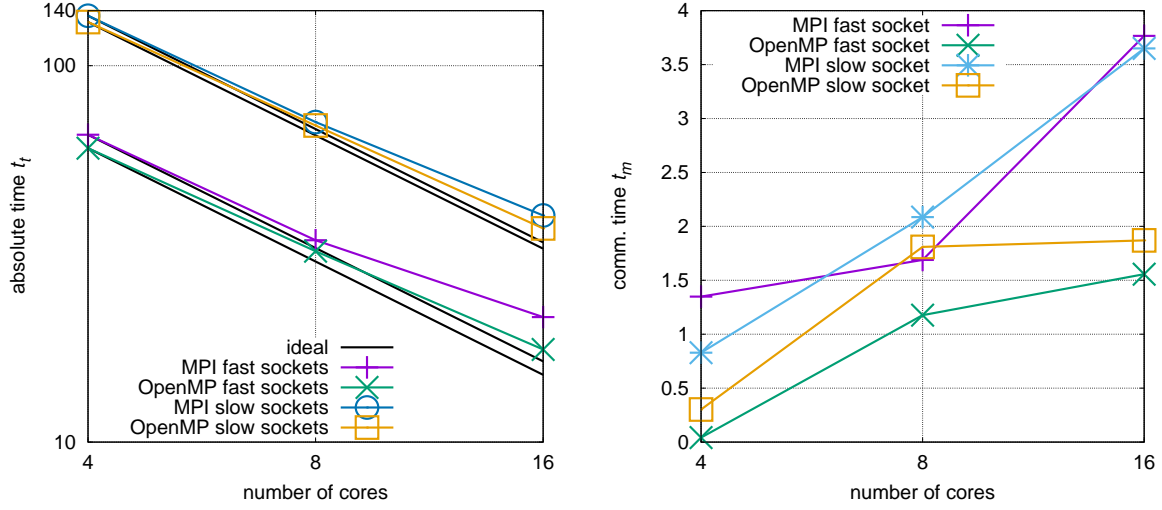 140
100
10
absolute time t_t
4
8
16
number of cores
ideal
MPI fast sockets
OpenMP fast sockets
MPI slow sockets
OpenMP slow sockets
4
3.5
3
2.5
2
1.5
1
0.5
0
comm. time t_m
4
8
16
number of cores
MPI fast socket
OpenMP fast socket
MPI slow socket
OpenMP slow socket